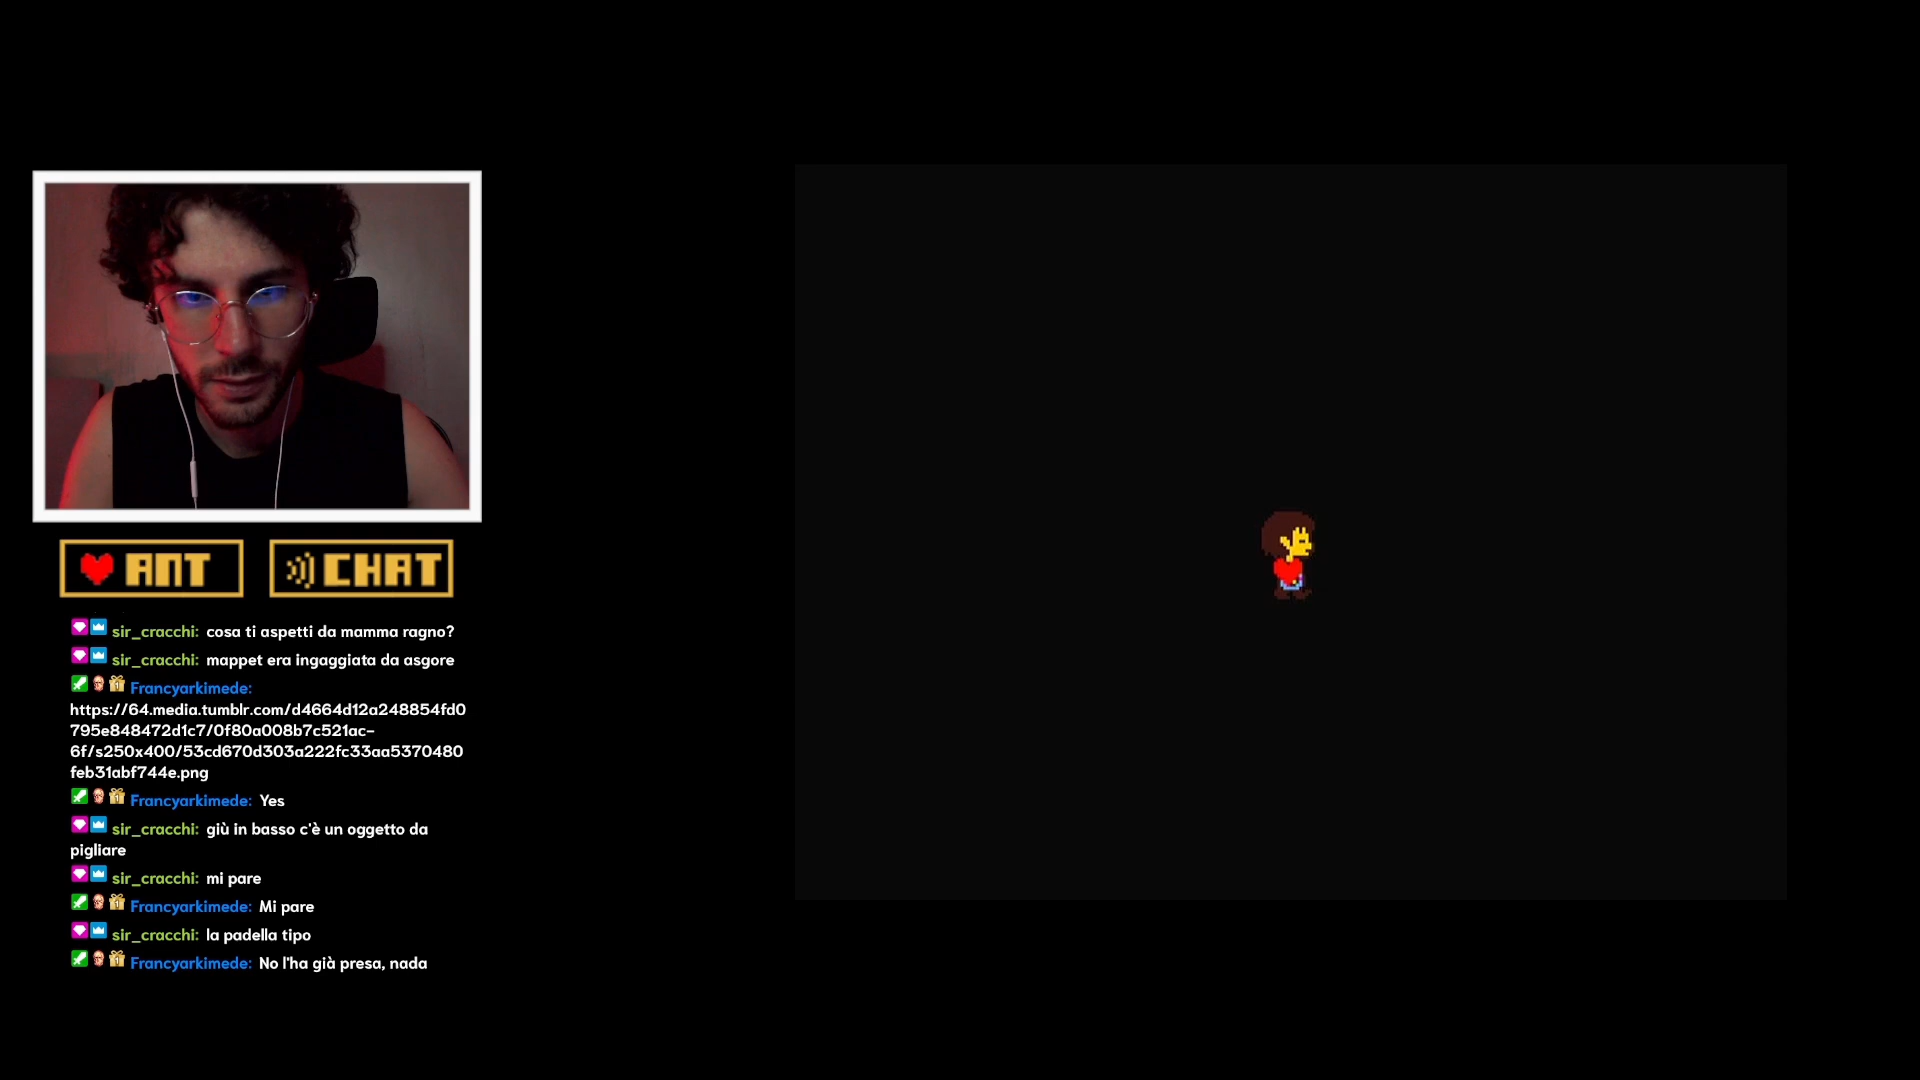 ANT
CHAT
sir_cracchi: cosa ti aspetti da mamma ragno?
sir_cracchi: mappet era ingaggiata da asgore
Francyarkimede:
https://64.media.tumblr.com/d4664d12a248854fd0
795e848472d1c7/0f80a008b7c521ac-
6f/s250x400/53cd670d303a222fc33aa5370480
feb31abf744e.png
Francyarkimede: Yes
sir_cracchi: giù in basso c'è un oggetto da
pigliare
sir_cracchi: mi pare
Francyarkimede: Mi pare
sir_cracchi: la padella tipo
Francyarkimede: No l'ha già presa, nada